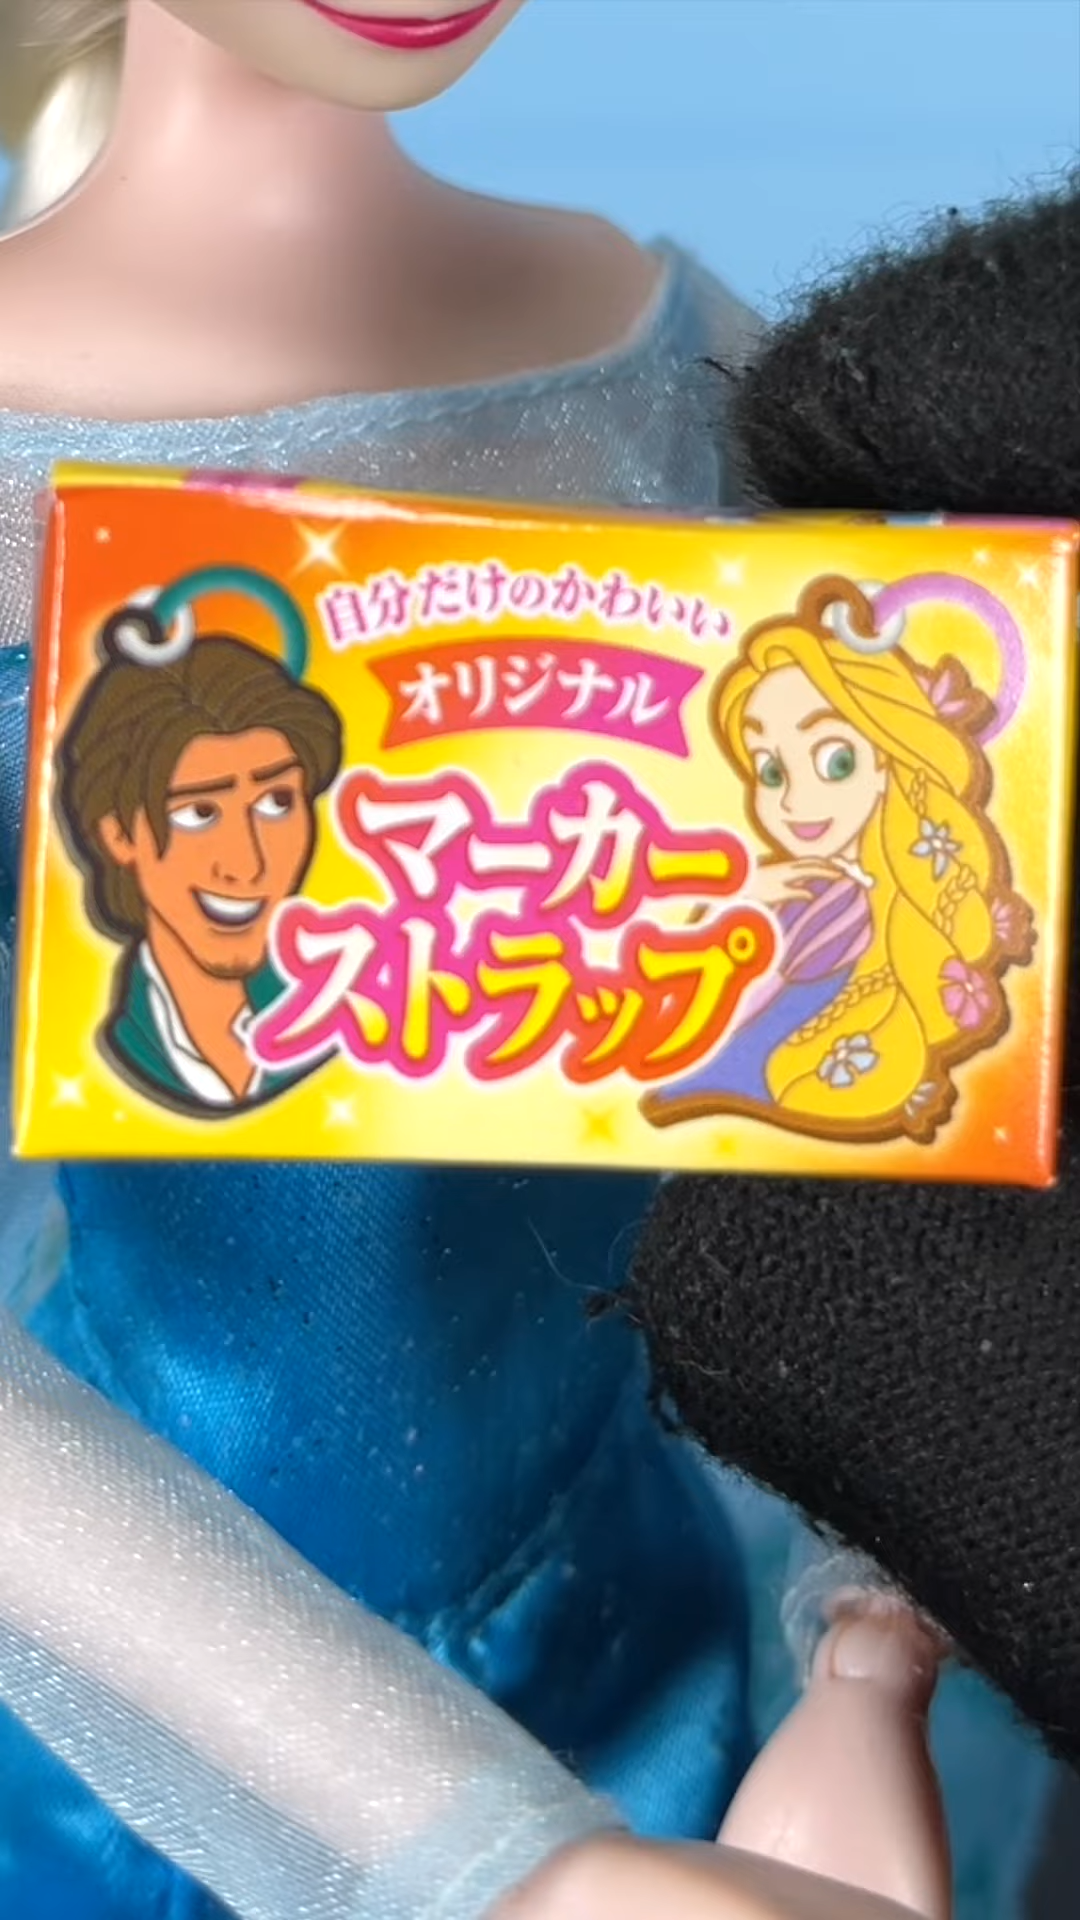 自分だけのかわいい
オリジナル
マーカー
ストラップ